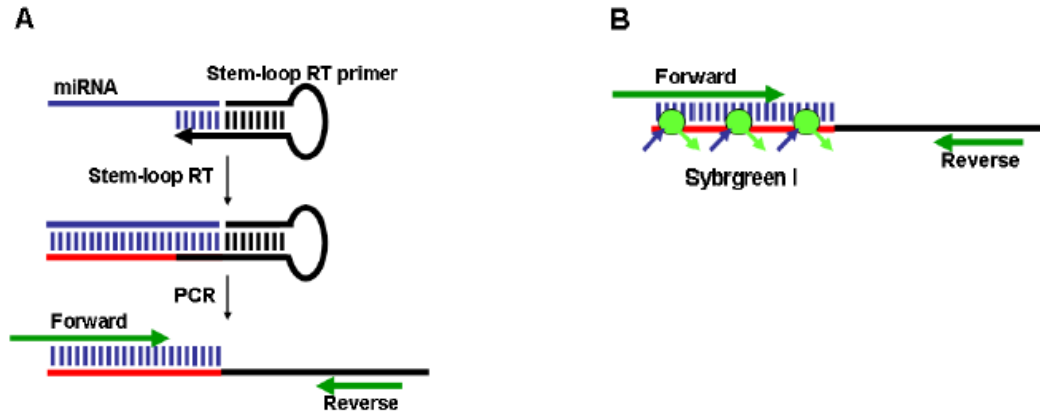 A
miRNA
Stem-loop RT primer
Stem-loop RT
PCR
Forward
Reverse
B
Forward
Reverse
Sybrgreen I